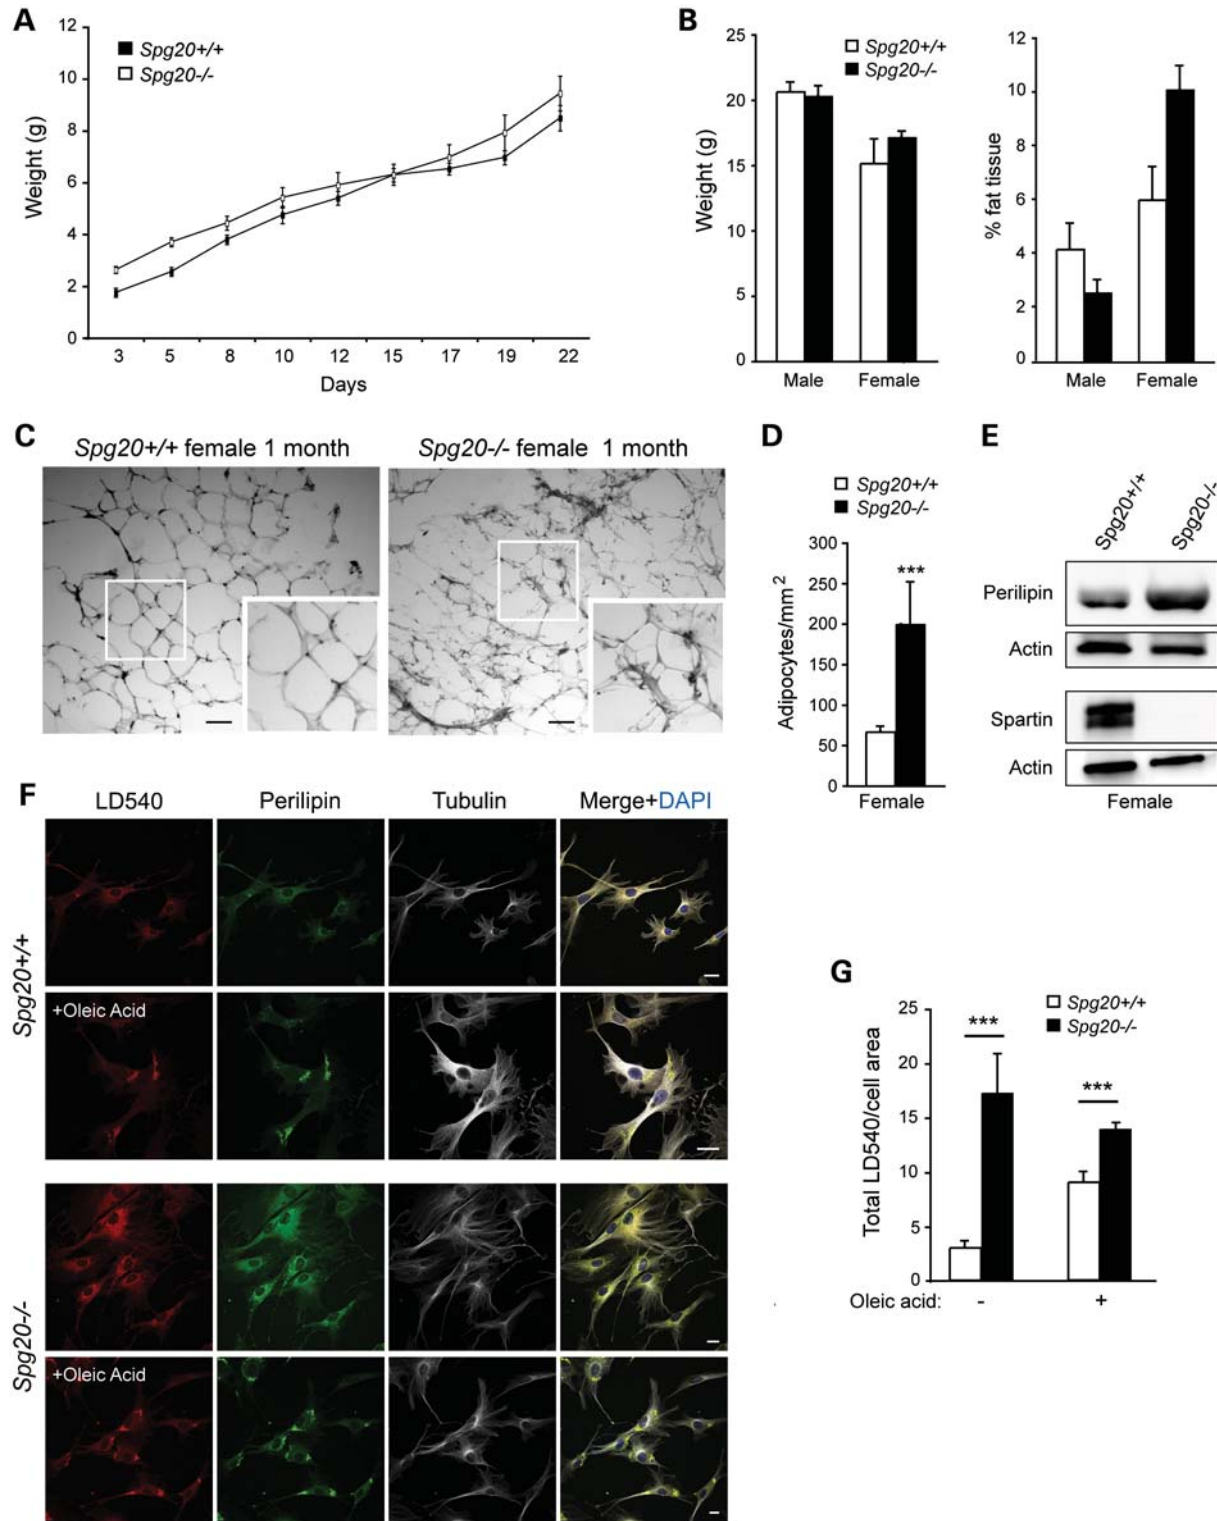 A
12
10
8
6
4
2
0
Weight (g)
Spg20+/+
Spg20-/-
3 5 8 10 12 15 17 19 22
Days
B
25
20
15
10
5
0
Weight (g)
Spg20+/+
Spg20-/-
Male Female
12
10
8
6
4
2
0
% fat tissue
Male Female
C
Spg20+/+ female 1 month
Spg20-/- female 1 month
D
Spg20+/+
Spg20-/-
300
250
200
150
100
50
0
Adipocytes/mm2
***
Female
E
Spg20+/+
Spg20-/-
Perilipin
Actin
Spartin
Actin
Female
F
LD540 Perilipin Tubulin Merge+DAPI
Spg20+/+
+Oleic Acid
Spg20-/-
+Oleic Acid
G
Spg20+/+
Spg20-/-
25
20
15
10
5
0
Total LD540/cell area
***
***
Oleic acid: - +